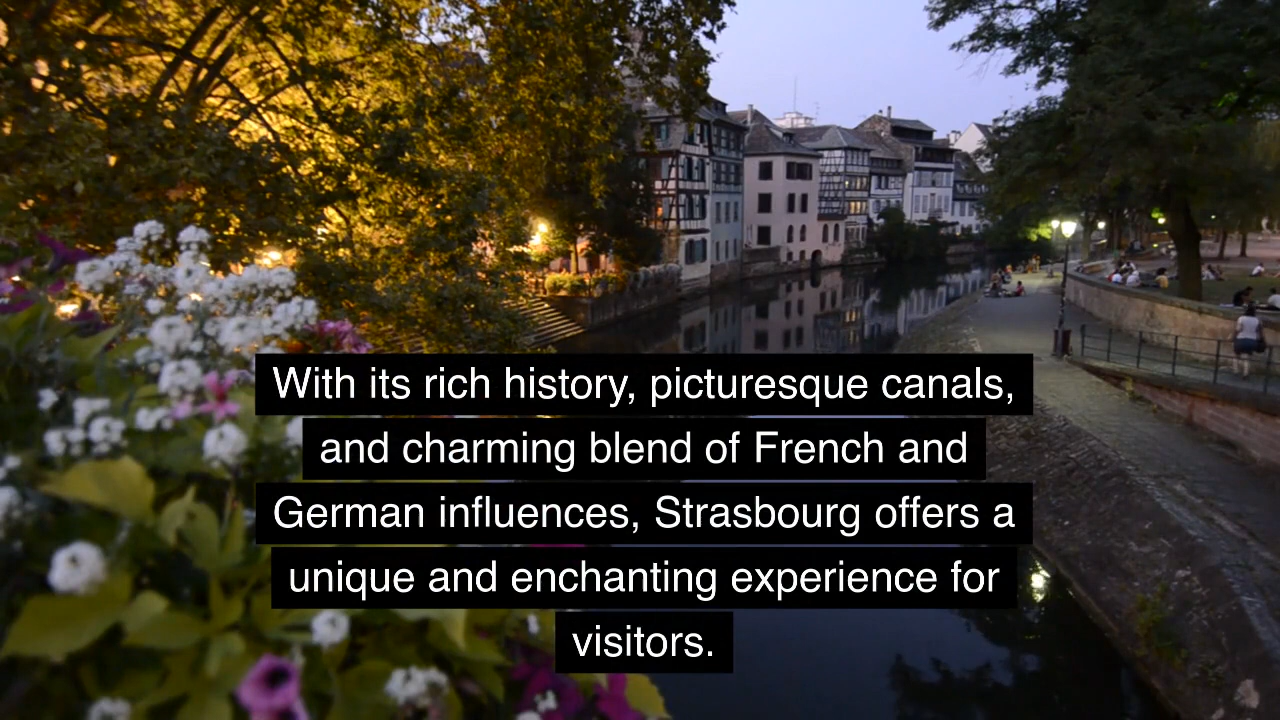 With its rich history, picturesque canals,
and charming blend of French and
German influences, Strasbourg offers a
unique and enchanting experience for
visitors.